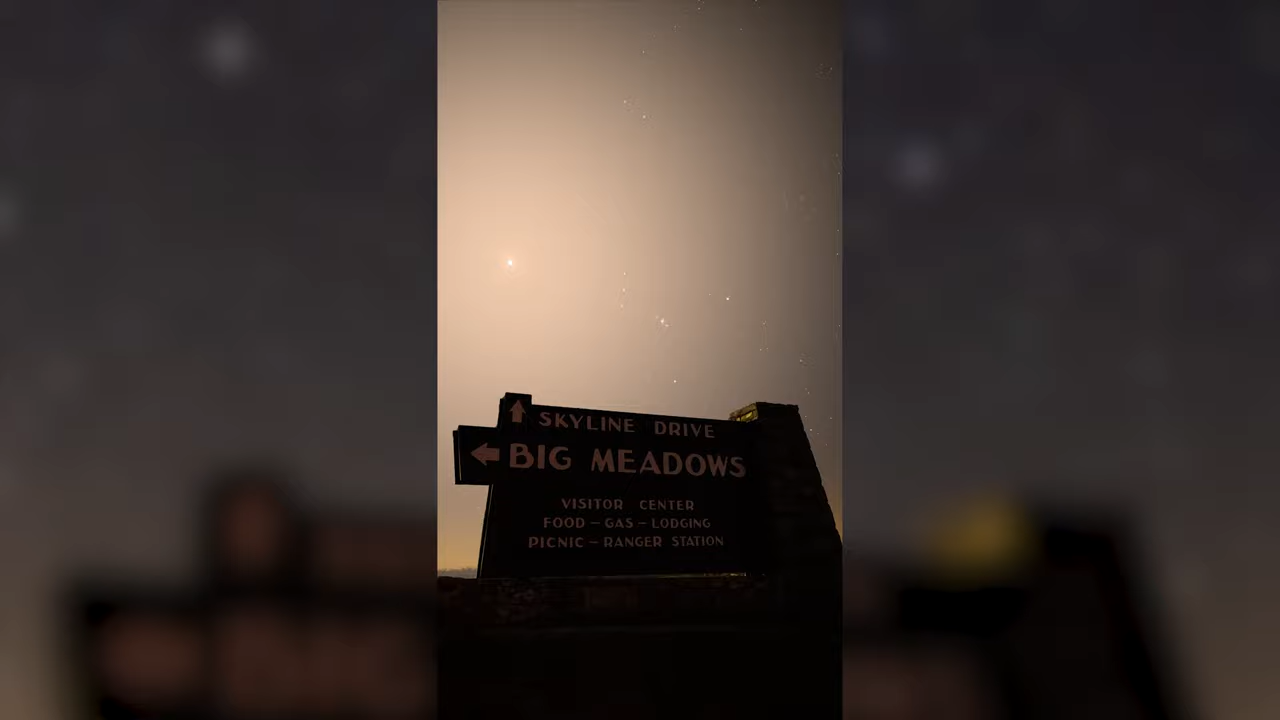 SKYLINE DRIVE
BIG MEADOWS
VISITOR CENTER
FOOD – GAS – LODGING
PICNIC – RANGER STATION